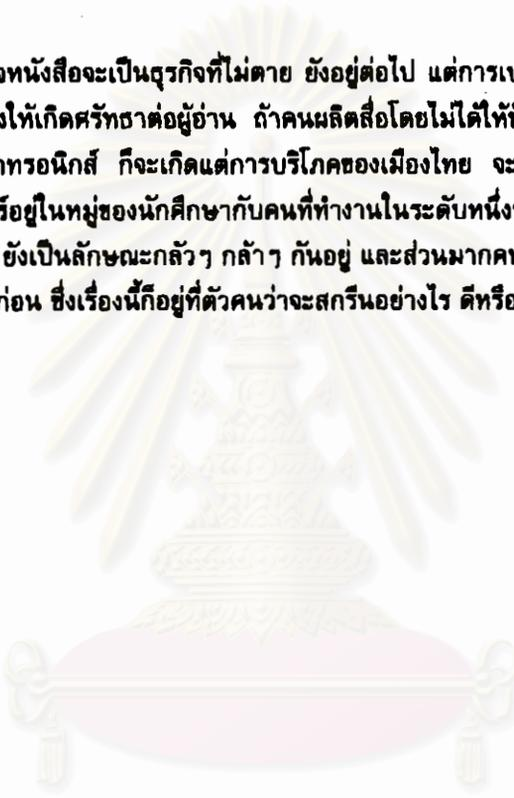 จหนังสือจะเป็นธุรกิจที่ไม่ตาย ยังอยู่ต่อไป แต่การเ
งให้เกิดศรัทธาต่อผู้อ่าน ถ้าคนผลิตสื่อโดยไม่ได้ให้
าทรอนิกส์ ก็จะเกิดแต่การบริโภคของเมืองไทย จะ
ร์อยู่ในหมู่ของนักศึกษากับคนที่ทำงานในระดับหนึ่ง
ยังเป็นลักษณะกลัวๆ กล้าๆ กันอยู่ และส่วนมากค
ก่อน ซึ่งเรื่องนี้ก็อยู่ที่ตัวคนว่าจะสกรีนอย่างไร ดีหรือ